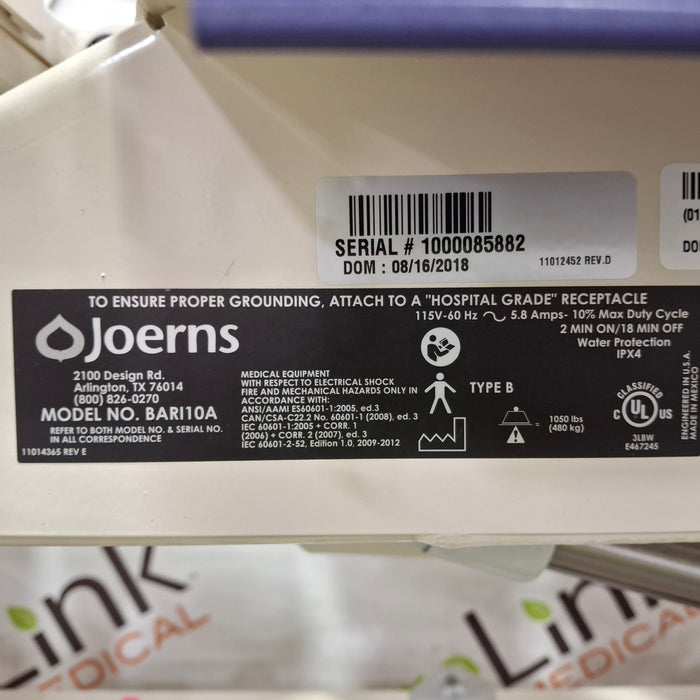 SERIAL # 1000085882
DOM : 08/16/2018
11012452 REV.D
(01
DO
TO ENSURE PROPER GROUNDING, ATTACH TO A "HOSPITAL GRADE" RECEPTACLE
Joerns
115V-60 Hz 5.8 Amps- 10% Max Duty Cycle
2 MIN ON/18 MIN OFF
Water Protection
IPX4
2100 Design Rd.
Arlington, TX 76014
(800) 826-0270
MODEL NO. BARI10A
REFER TO BOTH MODEL NO. & SERIAL NO.
IN ALL CORRESPONDENCE
11014365 REV E
MEDICAL EQUIPMENT
WITH RESPECT TO ELECTRICAL SHOCK
FIRE AND MECHANICAL HAZARDS ONLY IN
ACCORDANCE WITH:
ANSI/AAMI ES60601-1:2005, ed.3
CAN/CSA-C22.2 No. 60601-1 (2008), ed. 3
IEC 60601-1:2005 + CORR. 1
(2006) + CORR. 2 (2007), ed. 3
IEC 60601-2-52, Edition 1.0, 2009-2012
TYPE B
= 1050 lbs
(480 kg)
CLASSIFIED
C UL US
3LBW
E467245
ENGINEERED IN U.S.A.
MADE IN MEXICO
Link
MEDICAL
Link
MEDICAL